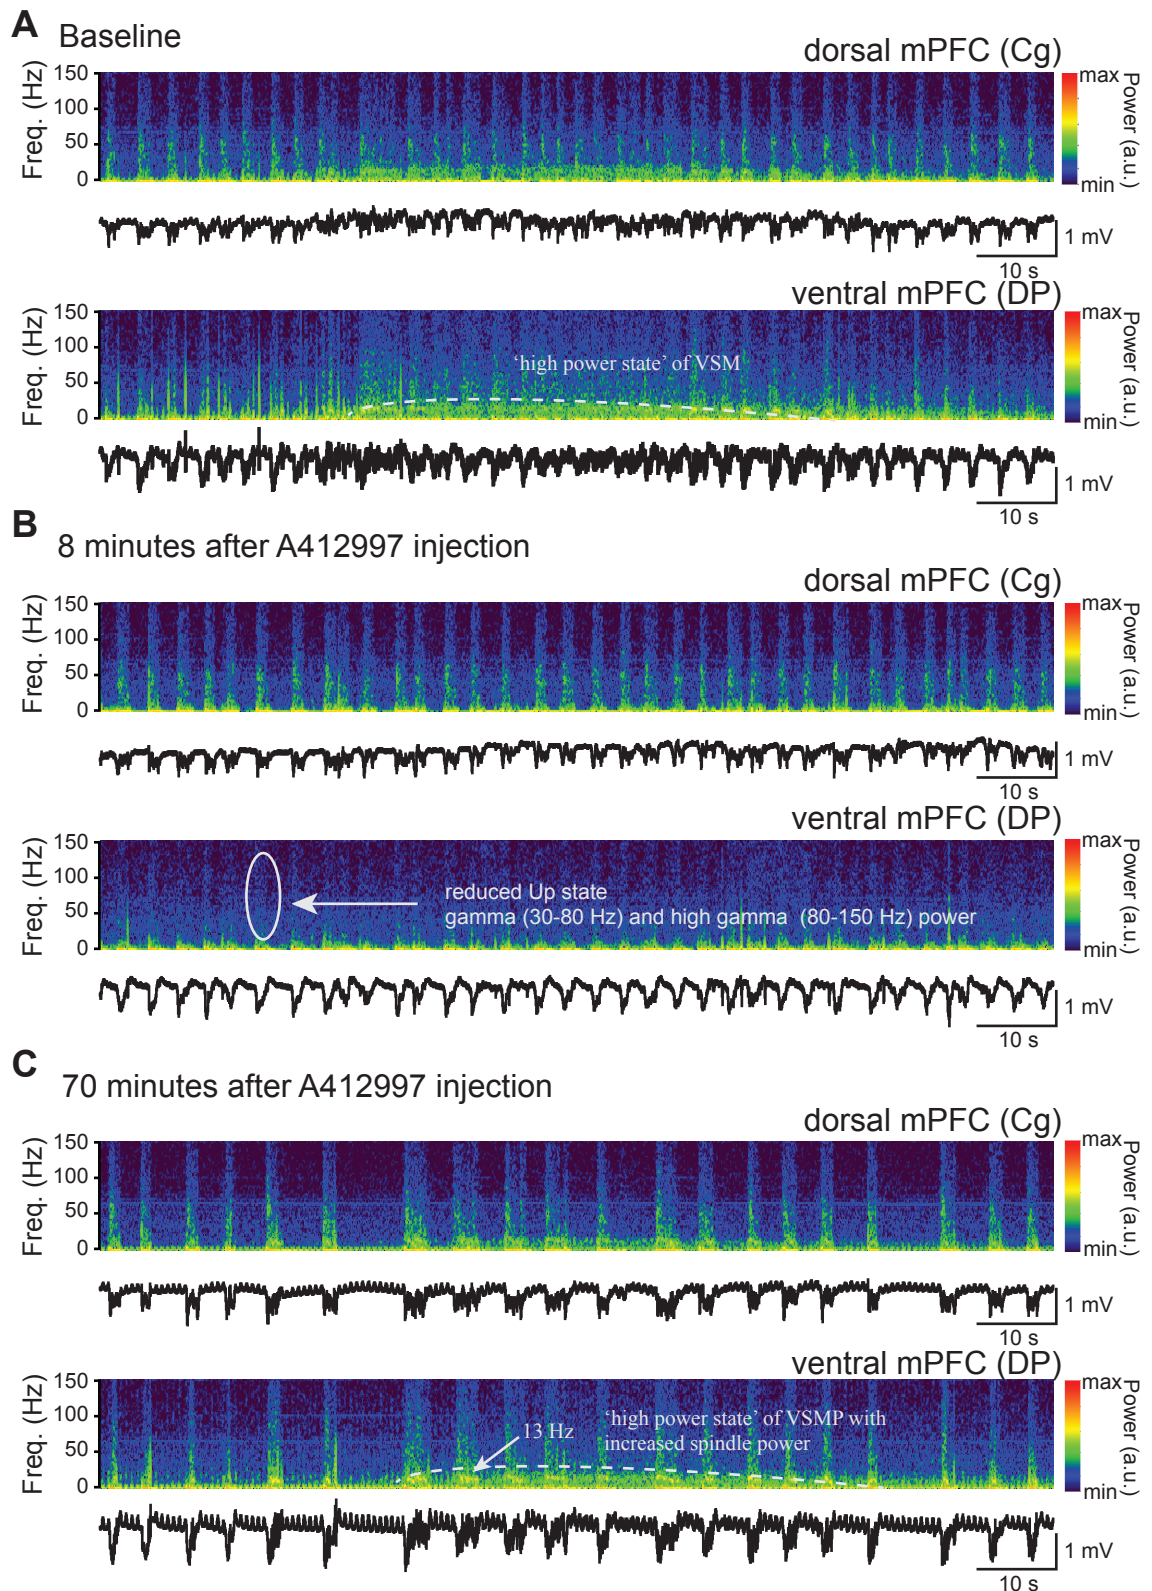 A Baseline
dorsal mPFC (Cg)
150
100
50
0
Freq. (Hz)
max
min
Power (a.u.)
1 mV
10 s
ventral mPFC (DP)
150
100
50
0
Freq. (Hz)
'high power state' of VSM
max
min
Power (a.u.)
1 mV
10 s
B 8 minutes after A412997 injection
dorsal mPFC (Cg)
150
100
50
0
Freq. (Hz)
max
min
Power (a.u.)
1 mV
10 s
ventral mPFC (DP)
150
100
50
0
Freq. (Hz)
reduced Up state
gamma (30-80 Hz) and high gamma (80-150 Hz) power
max
min
Power (a.u.)
1 mV
10 s
C 70 minutes after A412997 injection
dorsal mPFC (Cg)
150
100
50
0
Freq. (Hz)
max
min
Power (a.u.)
1 mV
10 s
ventral mPFC (DP)
150
100
50
0
Freq. (Hz)
13 Hz
'high power state' of VSMP with
increased spindle power
max
min
Power (a.u.)
1 mV
10 s